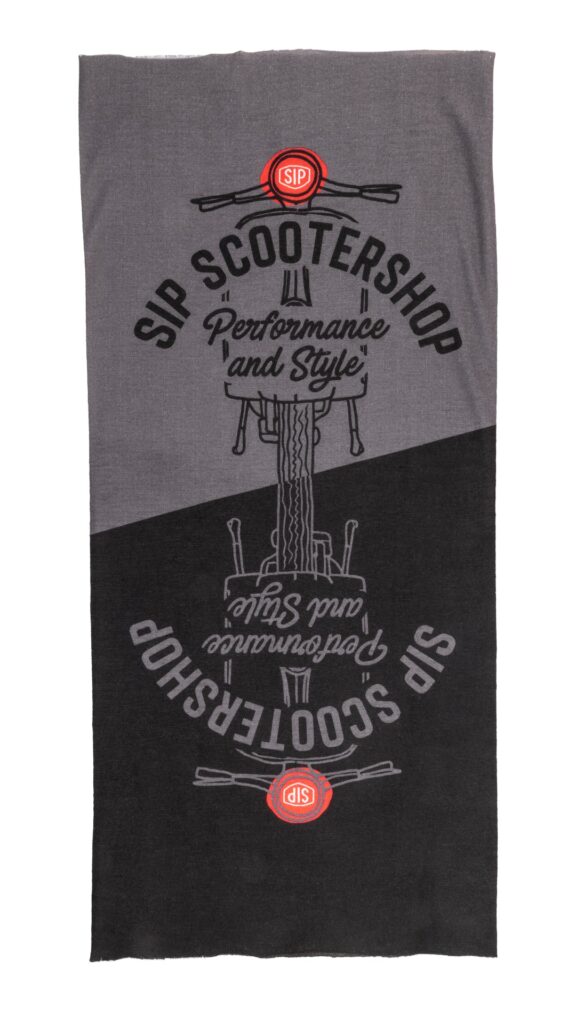 SIP
SIP SCOOTERSHOP
Performance
and Style
and Style
Performance
SIP SCOOTERSHOP
SIP